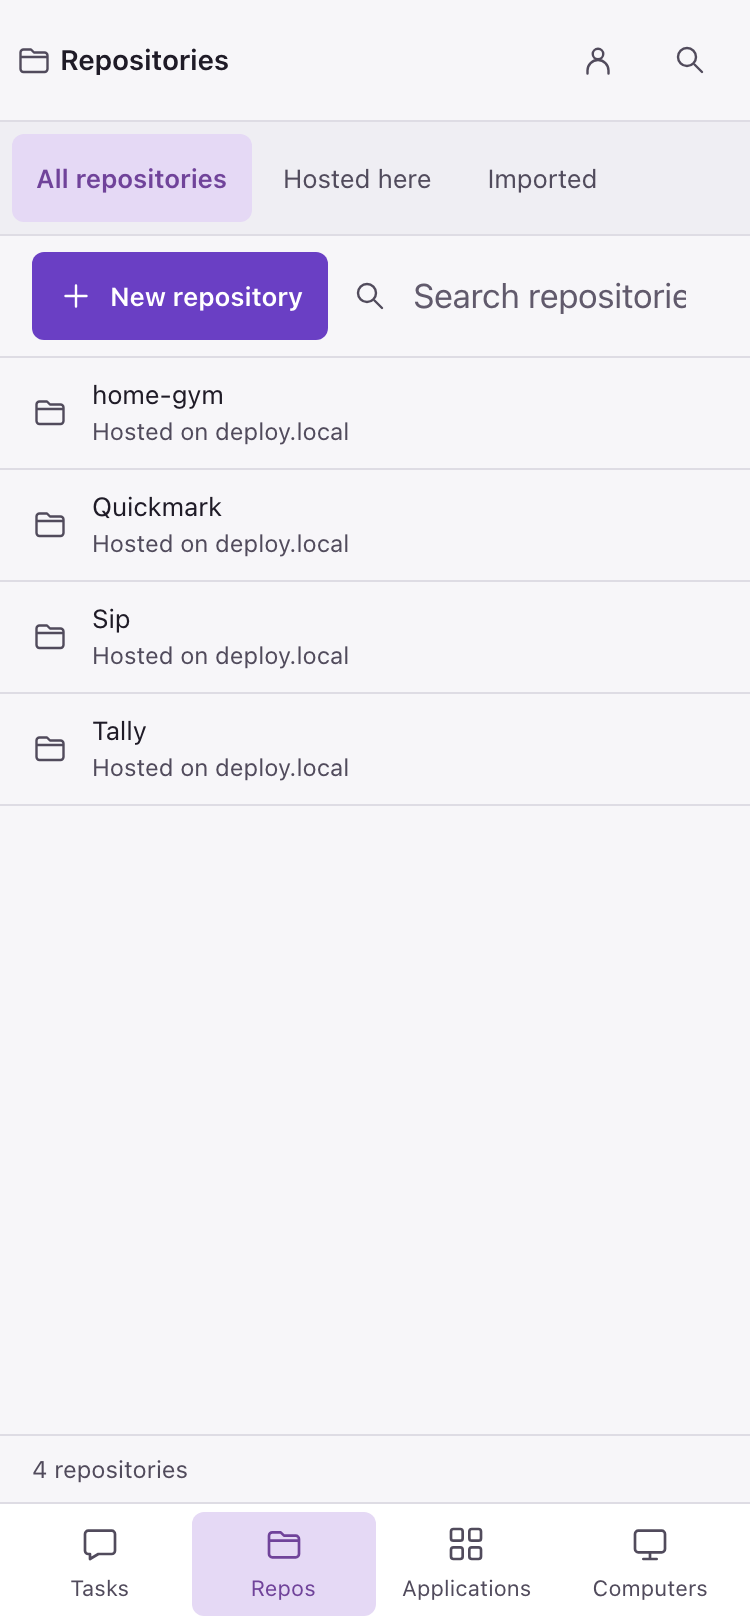 Repositories
All repositories
Hosted here
Imported
New repository
Search repositorie
home-gym
Hosted on deploy.local
Quickmark
Hosted on deploy.local
Sip
Hosted on deploy.local
Tally
Hosted on deploy.local
4 repositories
Tasks
Repos
Applications
Computers